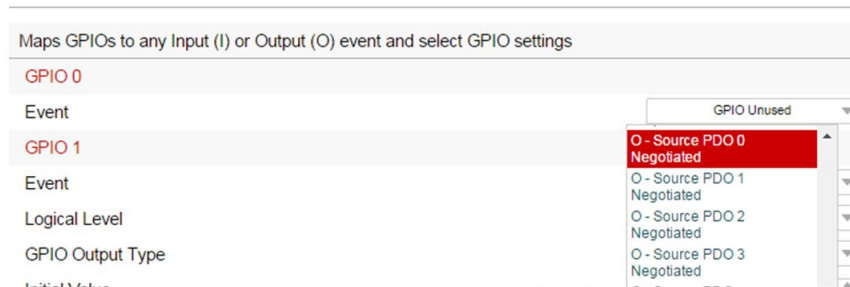 Maps GPIOs to any Input (I) or Output (O) event and select GPIO settings
GPIO 0
Event
GPIO Unused
GPIO 1
O - Source PDO 0
Negotiated
Event
O - Source PDO 1
Negotiated
Logical Level
O - Source PDO 2
Negotiated
GPIO Output Type
O - Source PDO 3
Negotiated
Initial Value